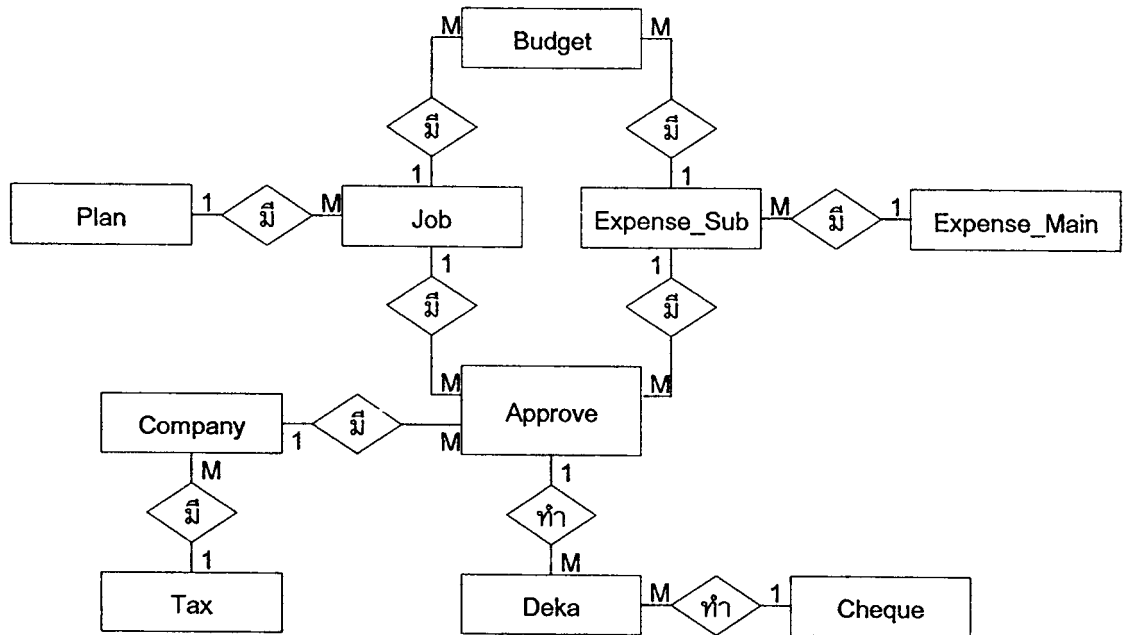 M Budget M
มี มี
1 1
Plan 1 มี M Job Expense_Sub M มี 1 Expense_Main
1 1
มี มี
M M
Company 1 มี M Approve
M 1
มี ทำ
1 M
Tax Deka M ทำ 1 Cheque